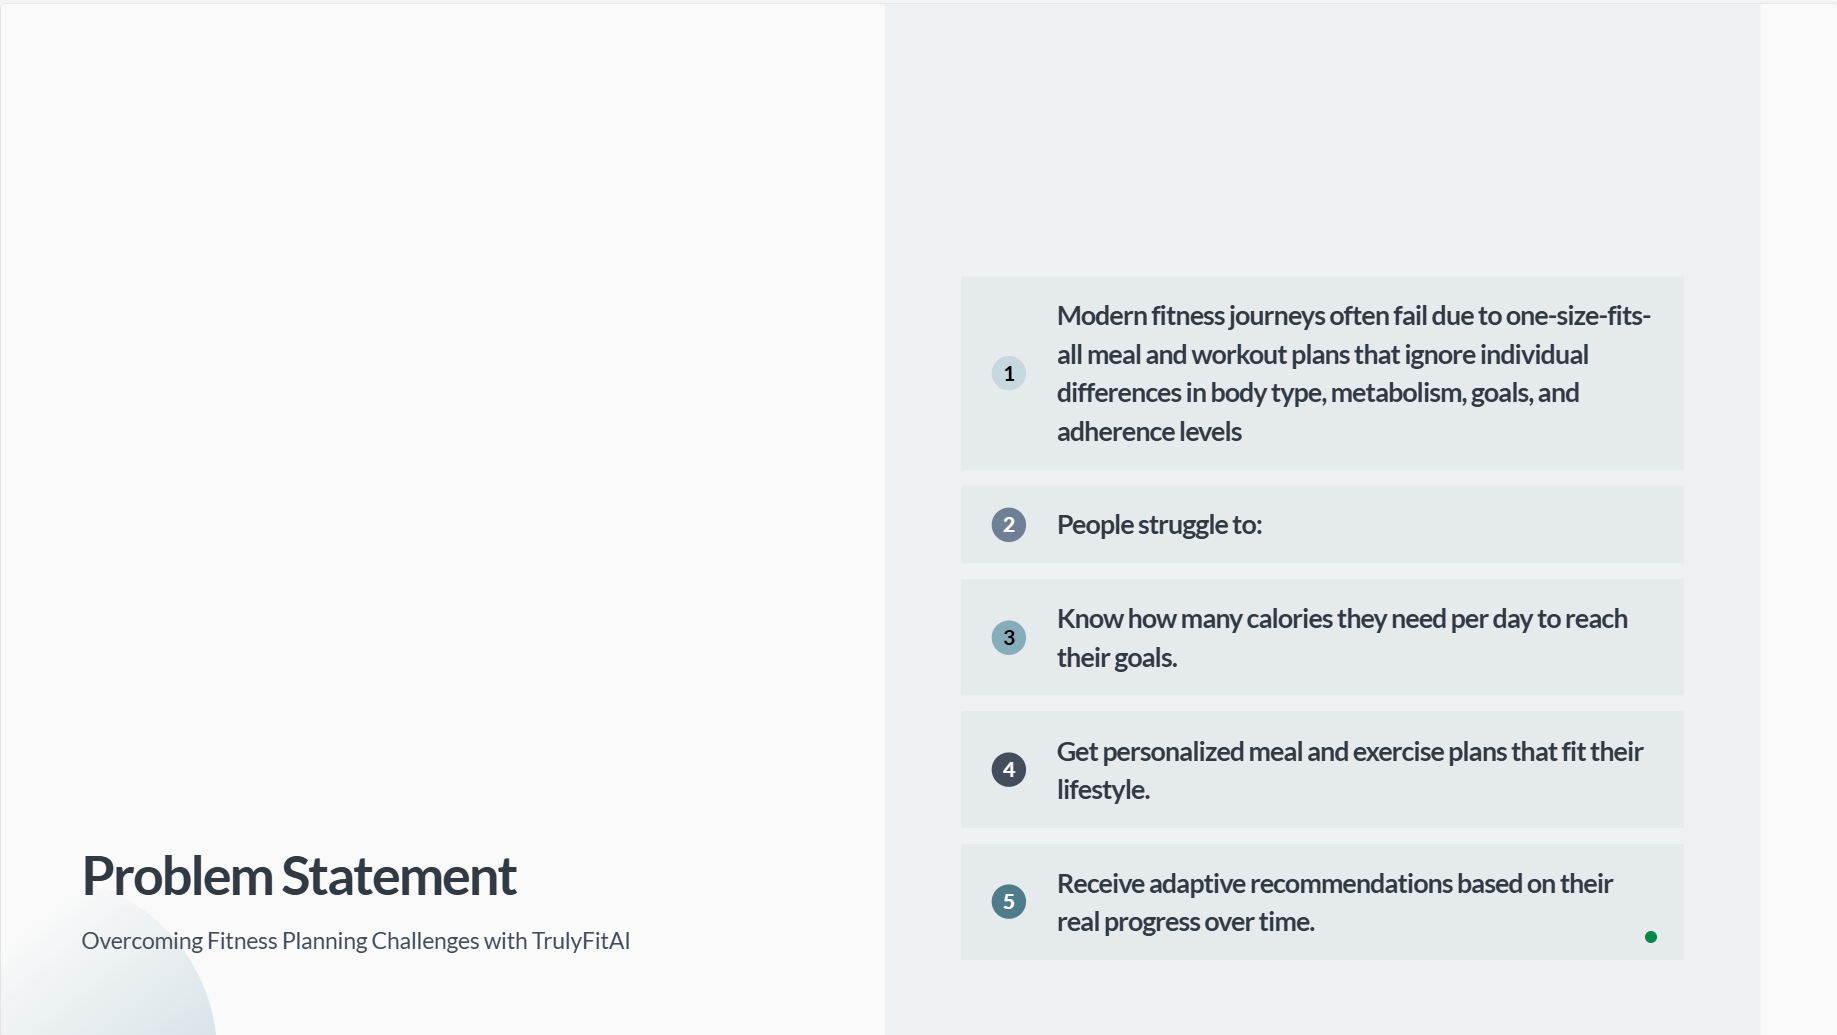 Problem Statement
Overcoming Fitness Planning Challenges with TrulyFitAI
1
Modern fitness journeys often fail due to one-size-fits-
all meal and workout plans that ignore individual
differences in body type, metabolism, goals, and
adherence levels
2
People struggle to:
3
Know how many calories they need per day to reach
their goals.
4
Get personalized meal and exercise plans that fit their
lifestyle.
5
Receive adaptive recommendations based on their
real progress over time.